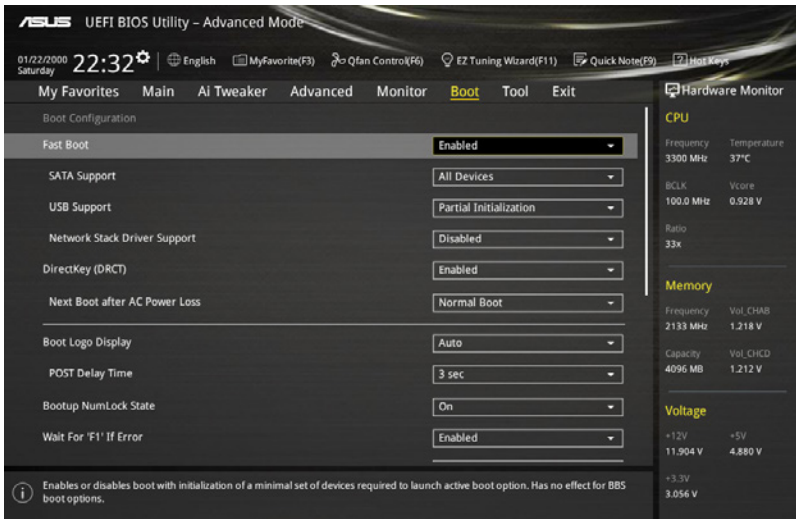 ASUS UEFI BIOS Utility – Advanced Mode
01/22/2000 Saturday 22:32 English MyFavorite(F3) Qfan Control(F6) EZ Tuning Wizard(F11) Quick Note(F9) ? Hot Keys
My Favorites Main Ai Tweaker Advanced Monitor Boot Tool Exit
Boot Configuration
Fast Boot Enabled
SATA Support All Devices
USB Support Partial Initialization
Network Stack Driver Support Disabled
DirectKey (DRCT) Enabled
Next Boot after AC Power Loss Normal Boot
Boot Logo Display Auto
POST Delay Time 3 sec
Bootup NumLock State On
Wait For 'F1' If Error Enabled
Enables or disables boot with initialization of a minimal set of devices required to launch active boot option. Has no effect for BBS
boot options.
Hardware Monitor
CPU
Frequency Temperature
3300 MHz 37°C
BCLK Vcore
100.0 MHz 0.928 V
Ratio
33x
Memory
Frequency Vol_CHAB
2133 MHz 1.218 V
Capacity Vol_CHCD
4096 MB 1.212 V
Voltage
+12V +5V
11.904 V 4.880 V
+3.3V
3.056 V